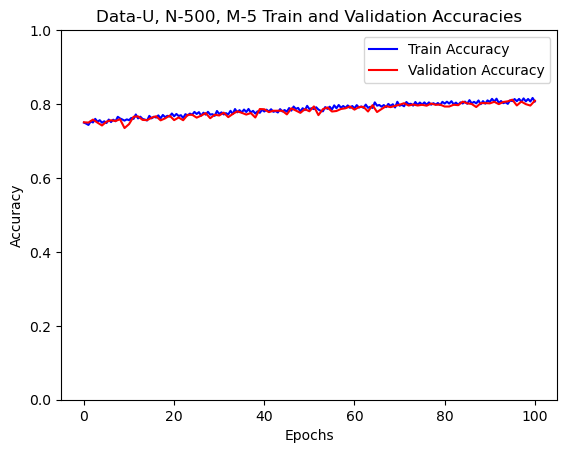 Data-U, N-500, M-5 Train and Validation Accuracies
Train Accuracy
Validation Accuracy
1.0
0.8
0.6
0.4
0.2
0.0
Accuracy
0 20 40 60 80 100
Epochs